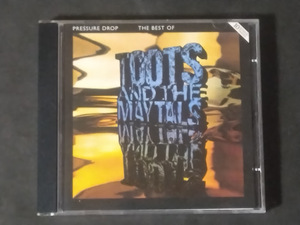 PRESSURE DROP THE BEST OF
TOOTS
AND THE
MAYTALS